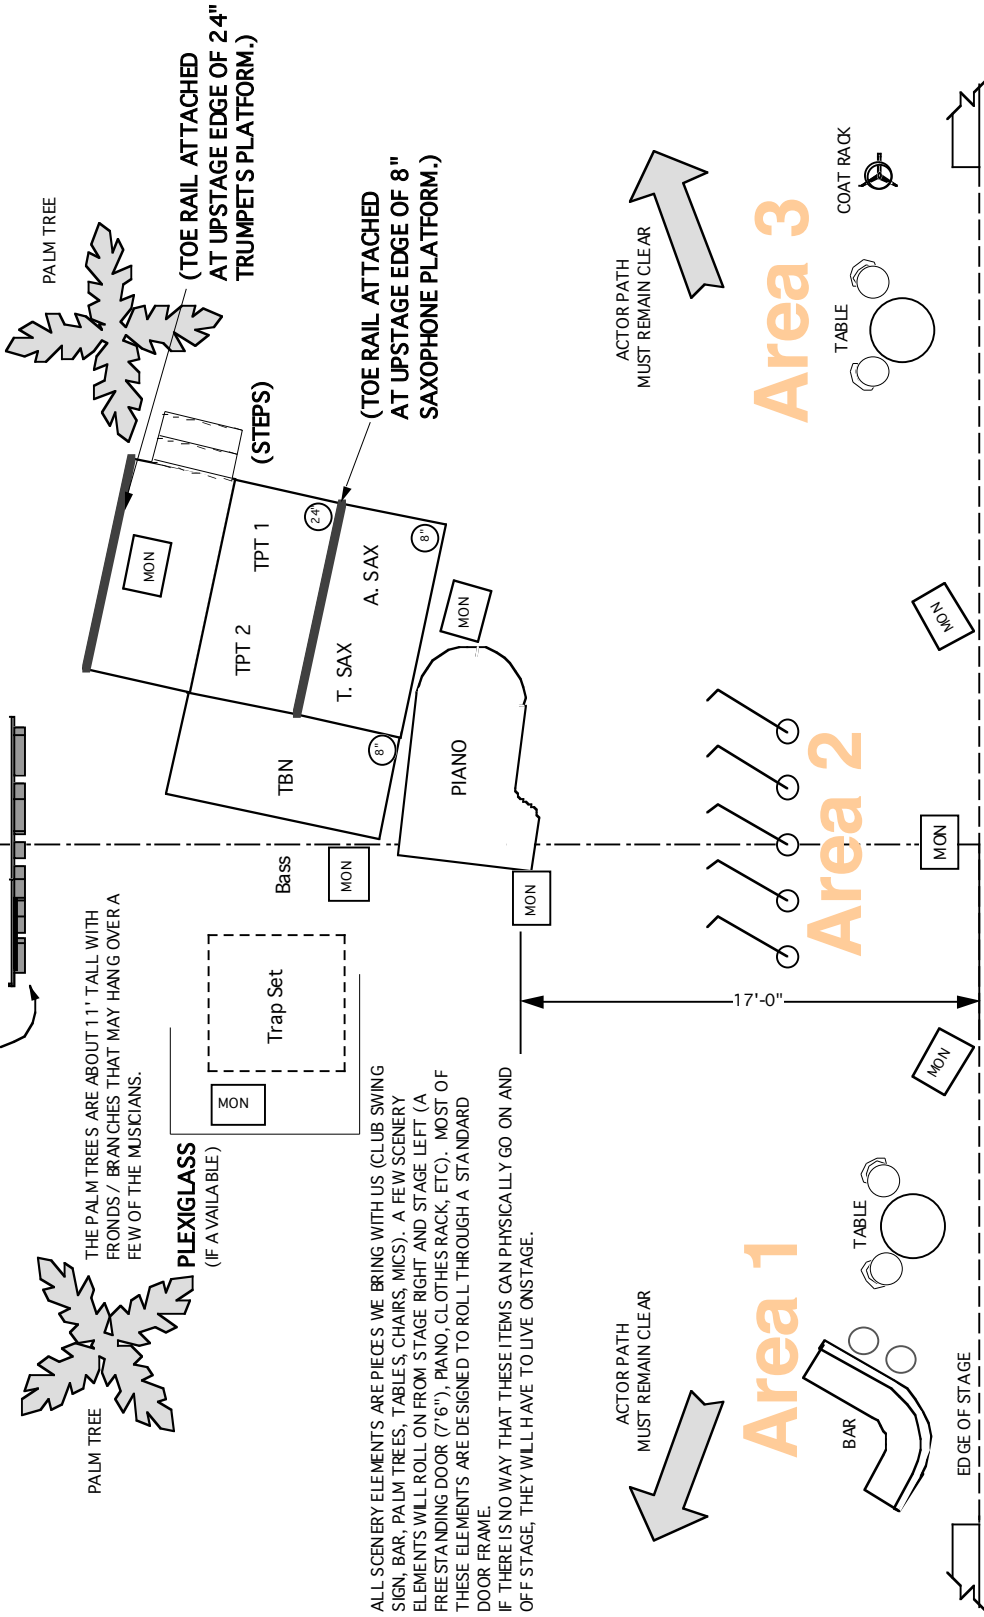 PALM TREE
(TOE RAIL ATTACHED
AT UPSTAGE EDGE OF 24"
TRUMPETS PLATFORM.)
(STEPS)
(TOE RAIL ATTACHED
AT UPSTAGE EDGE OF 8"
SAXOPHONE PLATFORM.)
MON
TPT 2
TPT 1
24"
T. SAX
A. SAX
8"
TBN
8"
PIANO
MON
Bass
MON
MON
THE PALM TREES ARE ABOUT 11' TALL WITH
FRONDS / BRANCHES THAT MAY HANG OVER A
FEW OF THE MUSICIANS.
PALM TREE
PLEXIGLASS
(IF AVAILABLE)
MON
Trap Set
ALL SCENERY ELEMENTS ARE PIECES WE BRING WITH US (CLUB SWING
SIGN, BAR, PALM TREES, TABLES, CHAIRS, MICS). A FEW SCENERY
ELEMENTS WILL ROLL ON FROM STAGE RIGHT AND STAGE LEFT (A
FREESTANDING DOOR (7'6"), PIANO, CLOTHES RACK, ETC). MOST OF
THESE ELEMENTS ARE DESIGNED TO ROLL THROUGH A STANDARD
DOOR FRAME.
IF THERE IS NO WAY THAT THESE ITEMS CAN PHYSICALLY GO ON AND
OFF STAGE, THEY WILL HAVE TO LIVE ONSTAGE.
17'-0"
ACTOR PATH
MUST REMAIN CLEAR
ACTOR PATH
MUST REMAIN CLEAR
Area 1
Area 2
Area 3
BAR
TABLE
TABLE
COAT RACK
MON
MON
MON
EDGE OF STAGE